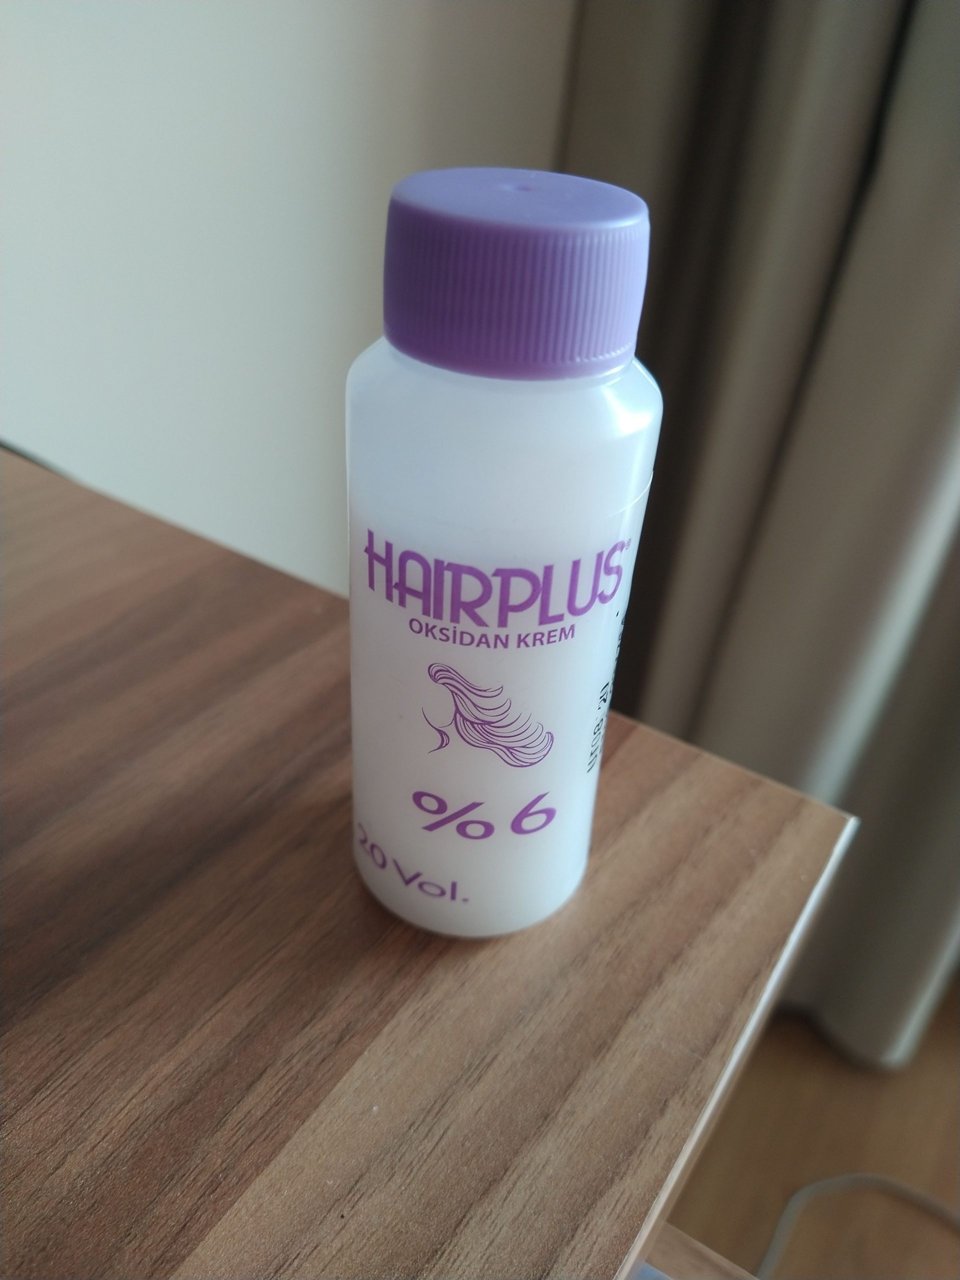 HAIRPLUS®
OKSİDAN KREM
% 6
20 Vol.